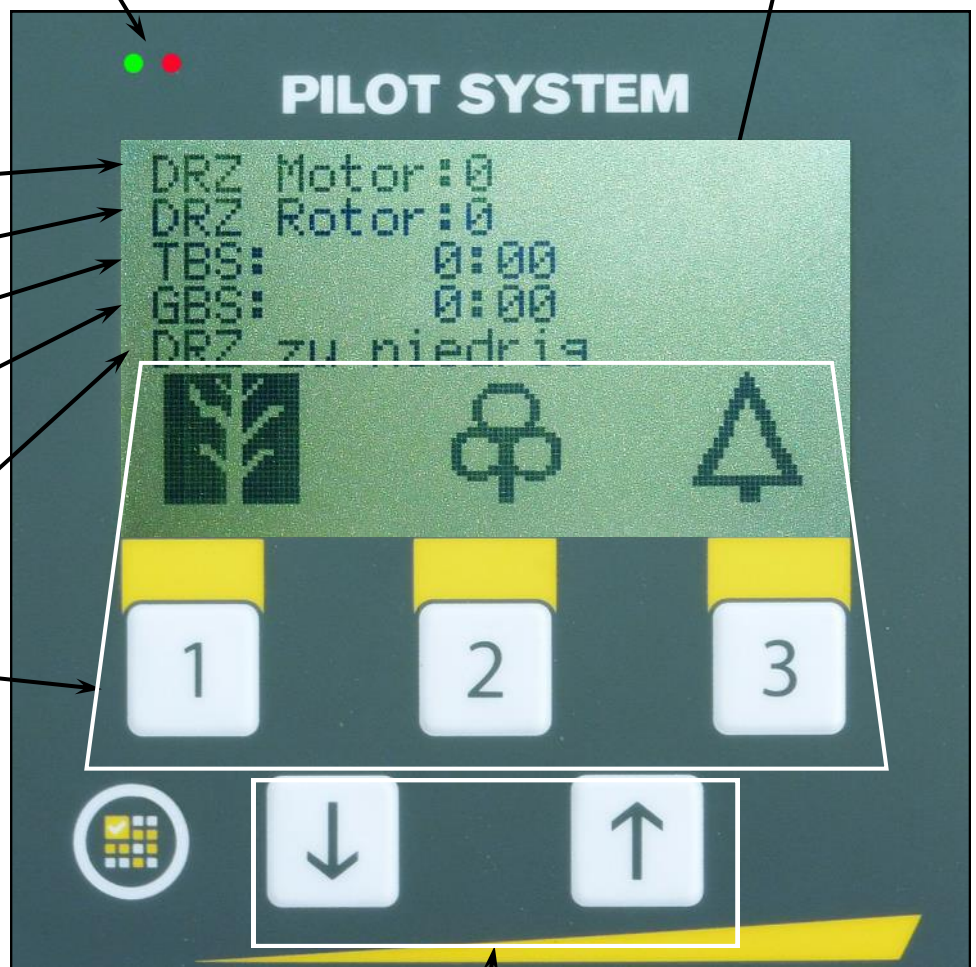 PILOT SYSTEM
DRZ Motor:0
DRZ Rotor:0
TBS: 0:00
GBS: 0:00
DRZ zu niedrig
1 2 3
↓ ↑